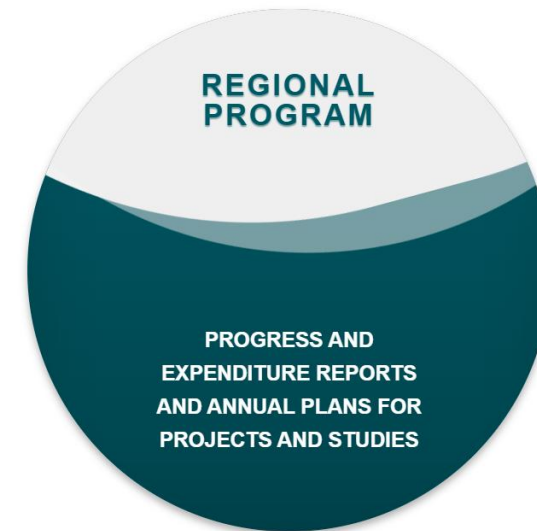 REGIONAL
PROGRAM
PROGRESS AND
EXPENDITURE REPORTS
AND ANNUAL PLANS FOR
PROJECTS AND STUDIES